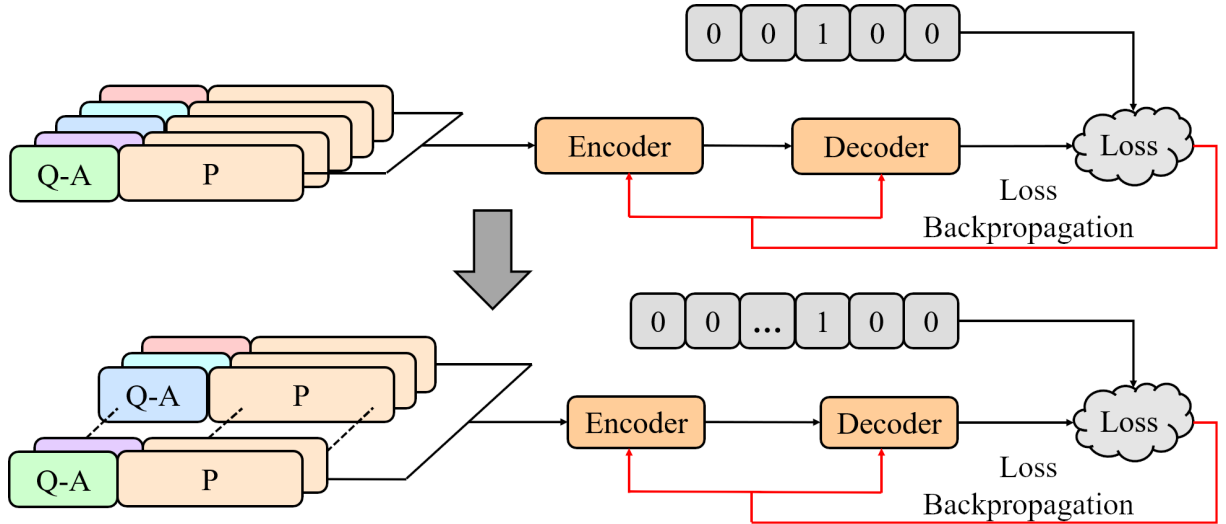 0 0 1 0 0
Q-A P Encoder Decoder Loss
Loss
Backpropagation
0 0 ... 1 0 0
Q-A P
Encoder Decoder Loss
Q-A P
Loss
Backpropagation